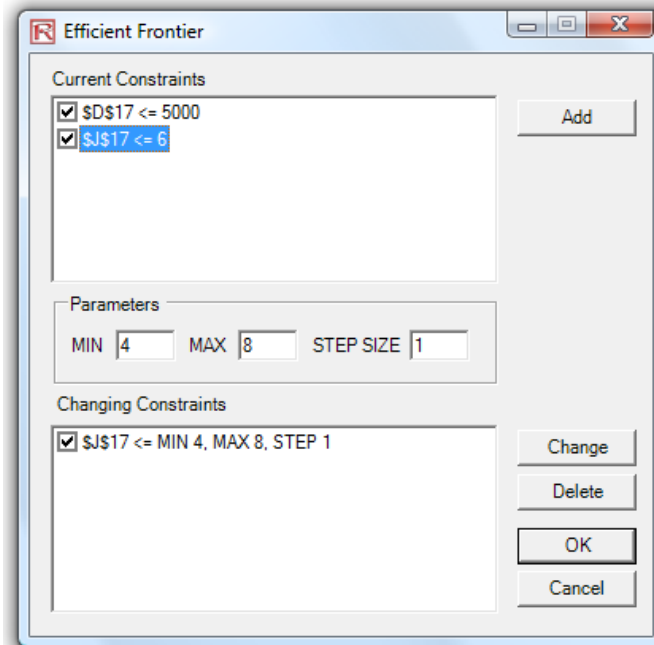 R Efficient Frontier
Current Constraints
$D$17 <= 5000
$J$17 <= 6
Add
Parameters
MIN 4 MAX 8 STEP SIZE 1
Changing Constraints
$J$17 <= MIN 4, MAX 8, STEP 1
Change
Delete
OK
Cancel